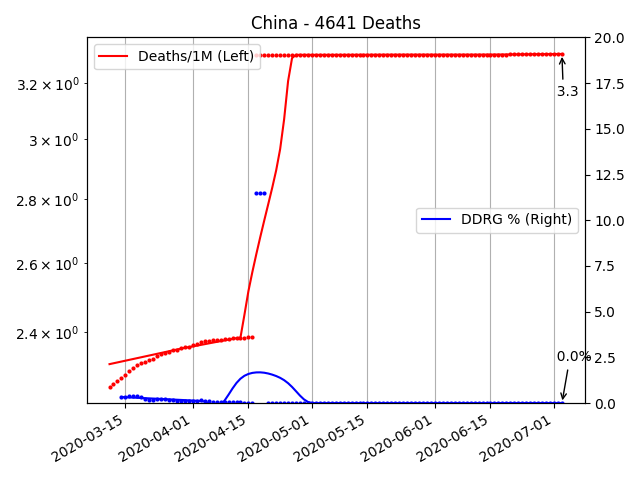 China - 4641 Deaths
Deaths/1M (Left)
DDRG % (Right)
3.2 × 10⁰
3 × 10⁰
2.8 × 10⁰
2.6 × 10⁰
2.4 × 10⁰
20.0
17.5
15.0
12.5
10.0
7.5
5.0
2.5
0.0
3.3
0.0%
2020-03-15
2020-04-01
2020-04-15
2020-05-01
2020-05-15
2020-06-01
2020-06-15
2020-07-01